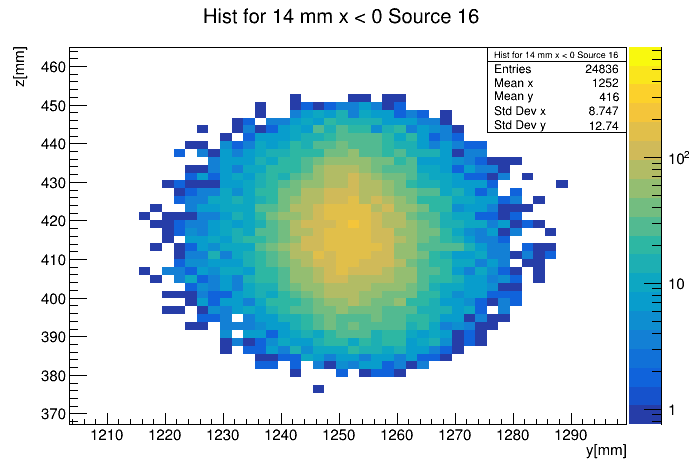 Hist for 14 mm x < 0 Source 16
z[mm]
Hist for 14 mm x < 0 Source 16
Entries 24836
Mean x 1252
Mean y 416
Std Dev x 8.747
Std Dev y 12.74
460
450
440
430
420
410
400
390
380
370
10²
10
1
1210 1220 1230 1240 1250 1260 1270 1280 1290
y[mm]